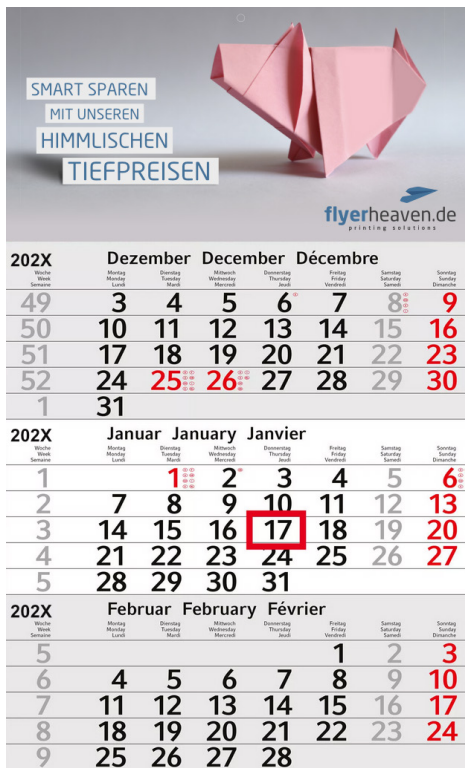 SMART SPAREN
MIT UNSEREN
HIMMLISCHEN
TIEFPREISEN
flyerheaven.de
printing solutions
202X Dezember December Décembre
Woche Montag Dienstag Mittwoch Donnerstag Freitag Samstag Sonntag
Week Monday Tuesday Wednesday Thursday Friday Saturday Sunday
Semaine Lundi Mardi Mercredi Jeudi Vendredi Samedi Dimanche
49 3 4 5 6 7 8 9
50 10 11 12 13 14 15 16
51 17 18 19 20 21 22 23
52 24 25 26 27 28 29 30
1 31
202X Januar January Janvier
Woche Montag Dienstag Mittwoch Donnerstag Freitag Samstag Sonntag
Week Monday Tuesday Wednesday Thursday Friday Saturday Sunday
Semaine Lundi Mardi Mercredi Jeudi Vendredi Samedi Dimanche
1 1 2 3 4 5 6
2 7 8 9 10 11 12 13
3 14 15 16 17 18 19 20
4 21 22 23 24 25 26 27
5 28 29 30 31
202X Februar February Février
Woche Montag Dienstag Mittwoch Donnerstag Freitag Samstag Sonntag
Week Monday Tuesday Wednesday Thursday Friday Saturday Sunday
Semaine Lundi Mardi Mercredi Jeudi Vendredi Samedi Dimanche
5 1 2 3
6 4 5 6 7 8 9 10
7 11 12 13 14 15 16 17
8 18 19 20 21 22 23 24
9 25 26 27 28